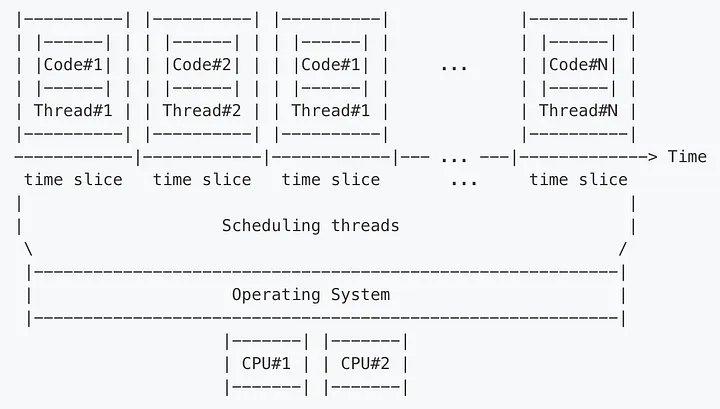 |----------| |----------| |----------|              |----------|
| |------| | | |------| | | |------| |              | |------| |
| |Code#1| | | |Code#2| | | |Code#1| |     ...      | |Code#N| |
| |------| | | |------| | | |------| |              | |------| |
| Thread#1 | | Thread#2 | | Thread#1 |              | Thread#N |
|----------| |----------| |----------|              |----------|
------------|------------|------------|--- ... ---|-------------> Time
 time slice   time slice   time slice        ...     time slice
|                                                              |
|                    Scheduling threads                        |
 \                                                            /
 |-----------------------------------------------------------|
 |                    Operating System                       |
 |-----------------------------------------------------------|
                     |-------| |-------|
                     | CPU#1 | | CPU#2 |
                     |-------| |-------|